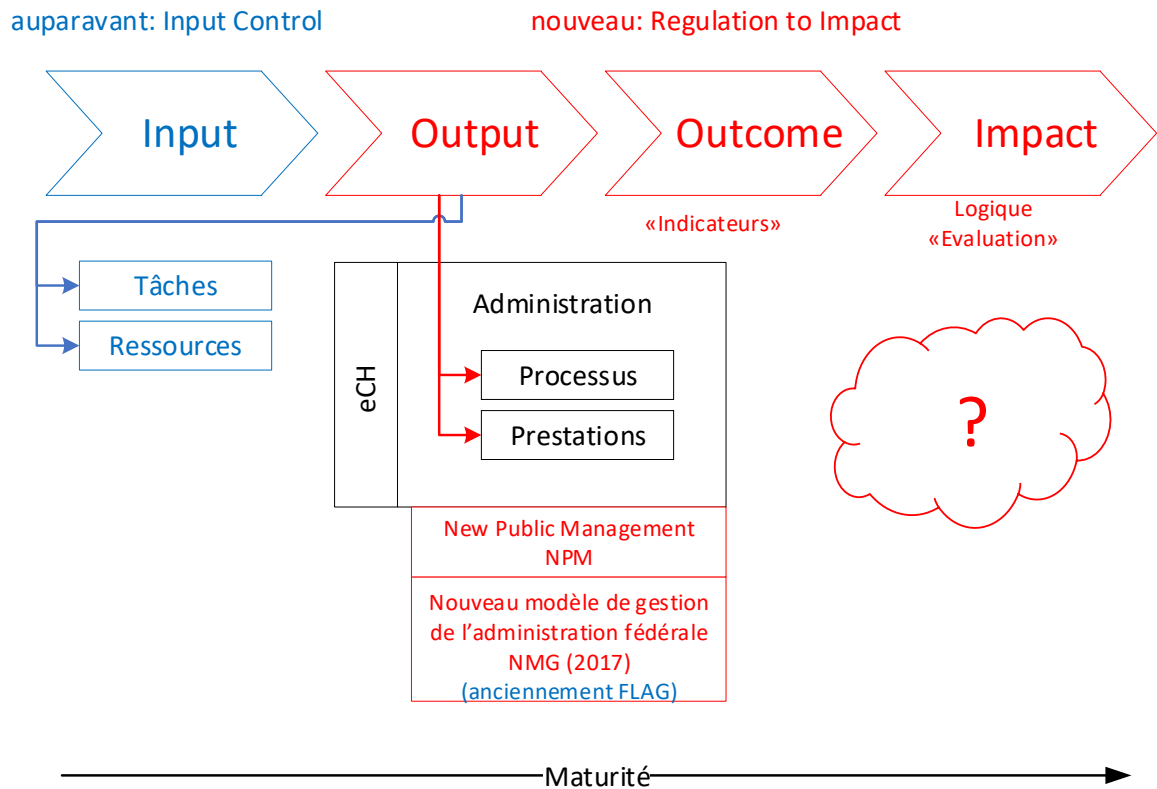 auparavant: Input Control
nouveau: Regulation to Impact
Input
Output
Outcome
Impact
«Indicateurs»
Logique
«Evaluation»
Tâches
Ressources
eCH
Administration
Processus
Prestations
?
New Public Management
NPM
Nouveau modèle de gestion
de l’administration fédérale
NMG (2017)
(anciennement FLAG)
Maturité